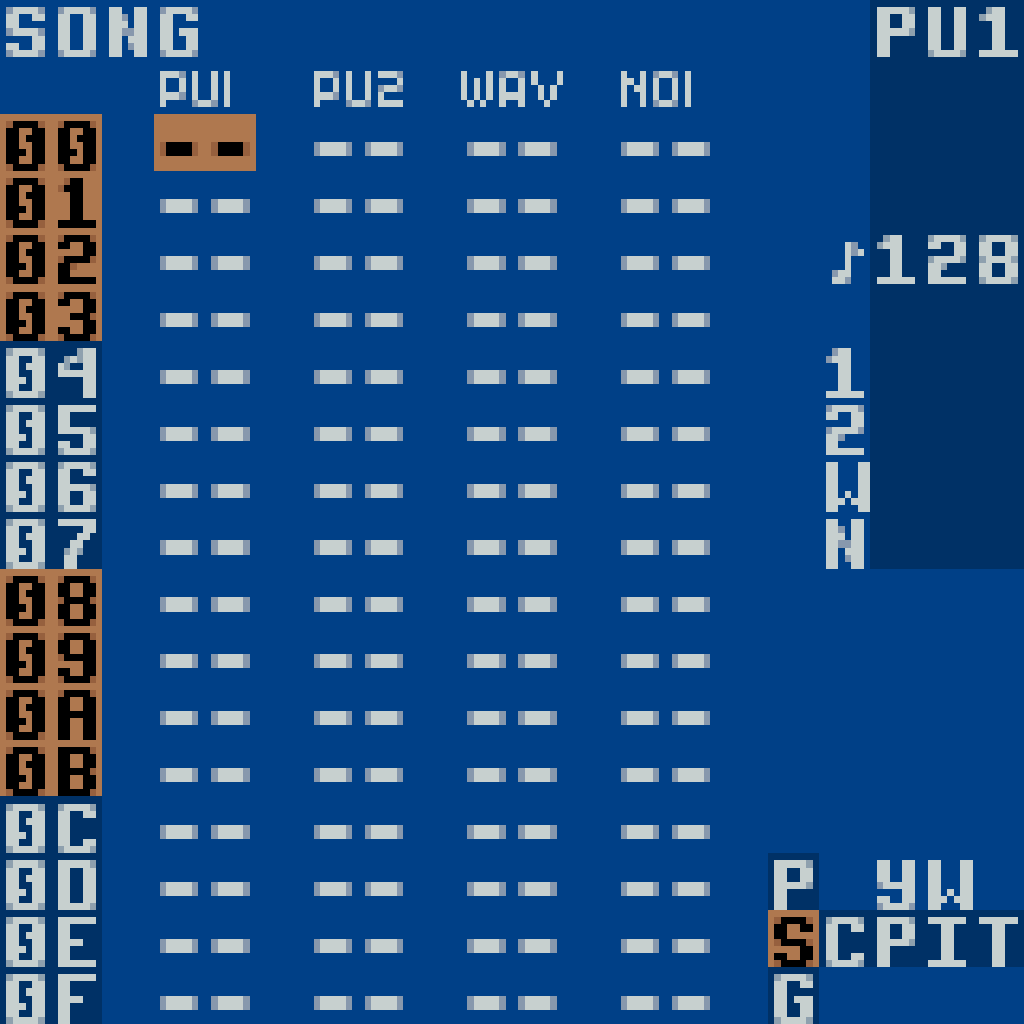 SONG PU1
PU1 PU2 WAV NOI
00 -- -- -- --
01 -- -- -- --
02 -- -- -- -- ♪128
03 -- -- -- --
04 -- -- -- -- 1
05 -- -- -- -- 2
06 -- -- -- -- W
07 -- -- -- -- N
08 -- -- -- --
09 -- -- -- --
0A -- -- -- --
0B -- -- -- --
0C -- -- -- --
0D -- -- -- -- P yW
0E -- -- -- -- SCPIT
0F -- -- -- -- G